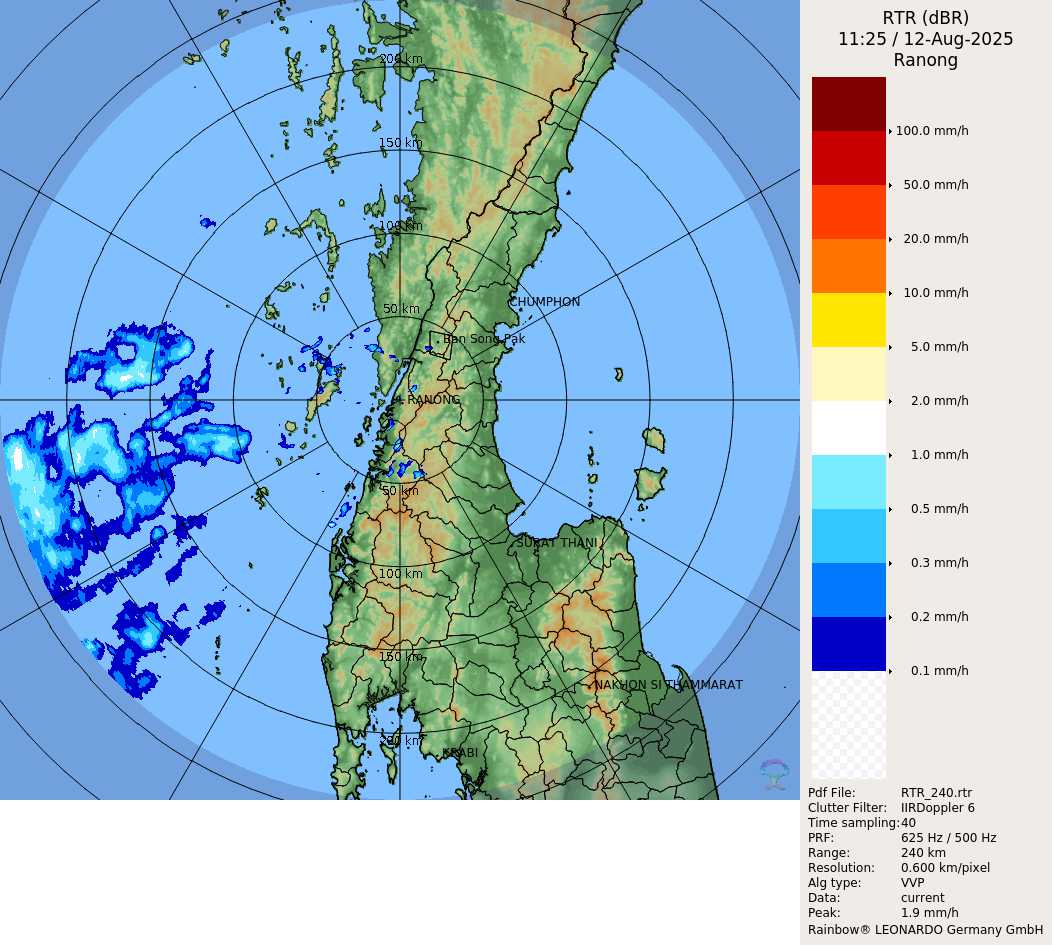 RTR (dBR)
11:25 / 12-Aug-2025
Ranong
200 km
150 km
100 km
50 km
CHUMPHON
Ban Song Pak
RANONG
50 km
SURAT THANI
100 km
150 km
NAKHON SI THAMMARAT
200 km
KRABI
100.0 mm/h
50.0 mm/h
20.0 mm/h
10.0 mm/h
5.0 mm/h
2.0 mm/h
1.0 mm/h
0.5 mm/h
0.3 mm/h
0.2 mm/h
0.1 mm/h
Pdf File: RTR_240.rtr
Clutter Filter: IIRDoppler 6
Time sampling: 40
PRF: 625 Hz / 500 Hz
Range: 240 km
Resolution: 0.600 km/pixel
Alg type: VVP
Data: current
Peak: 1.9 mm/h
Rainbow® LEONARDO Germany GmbH